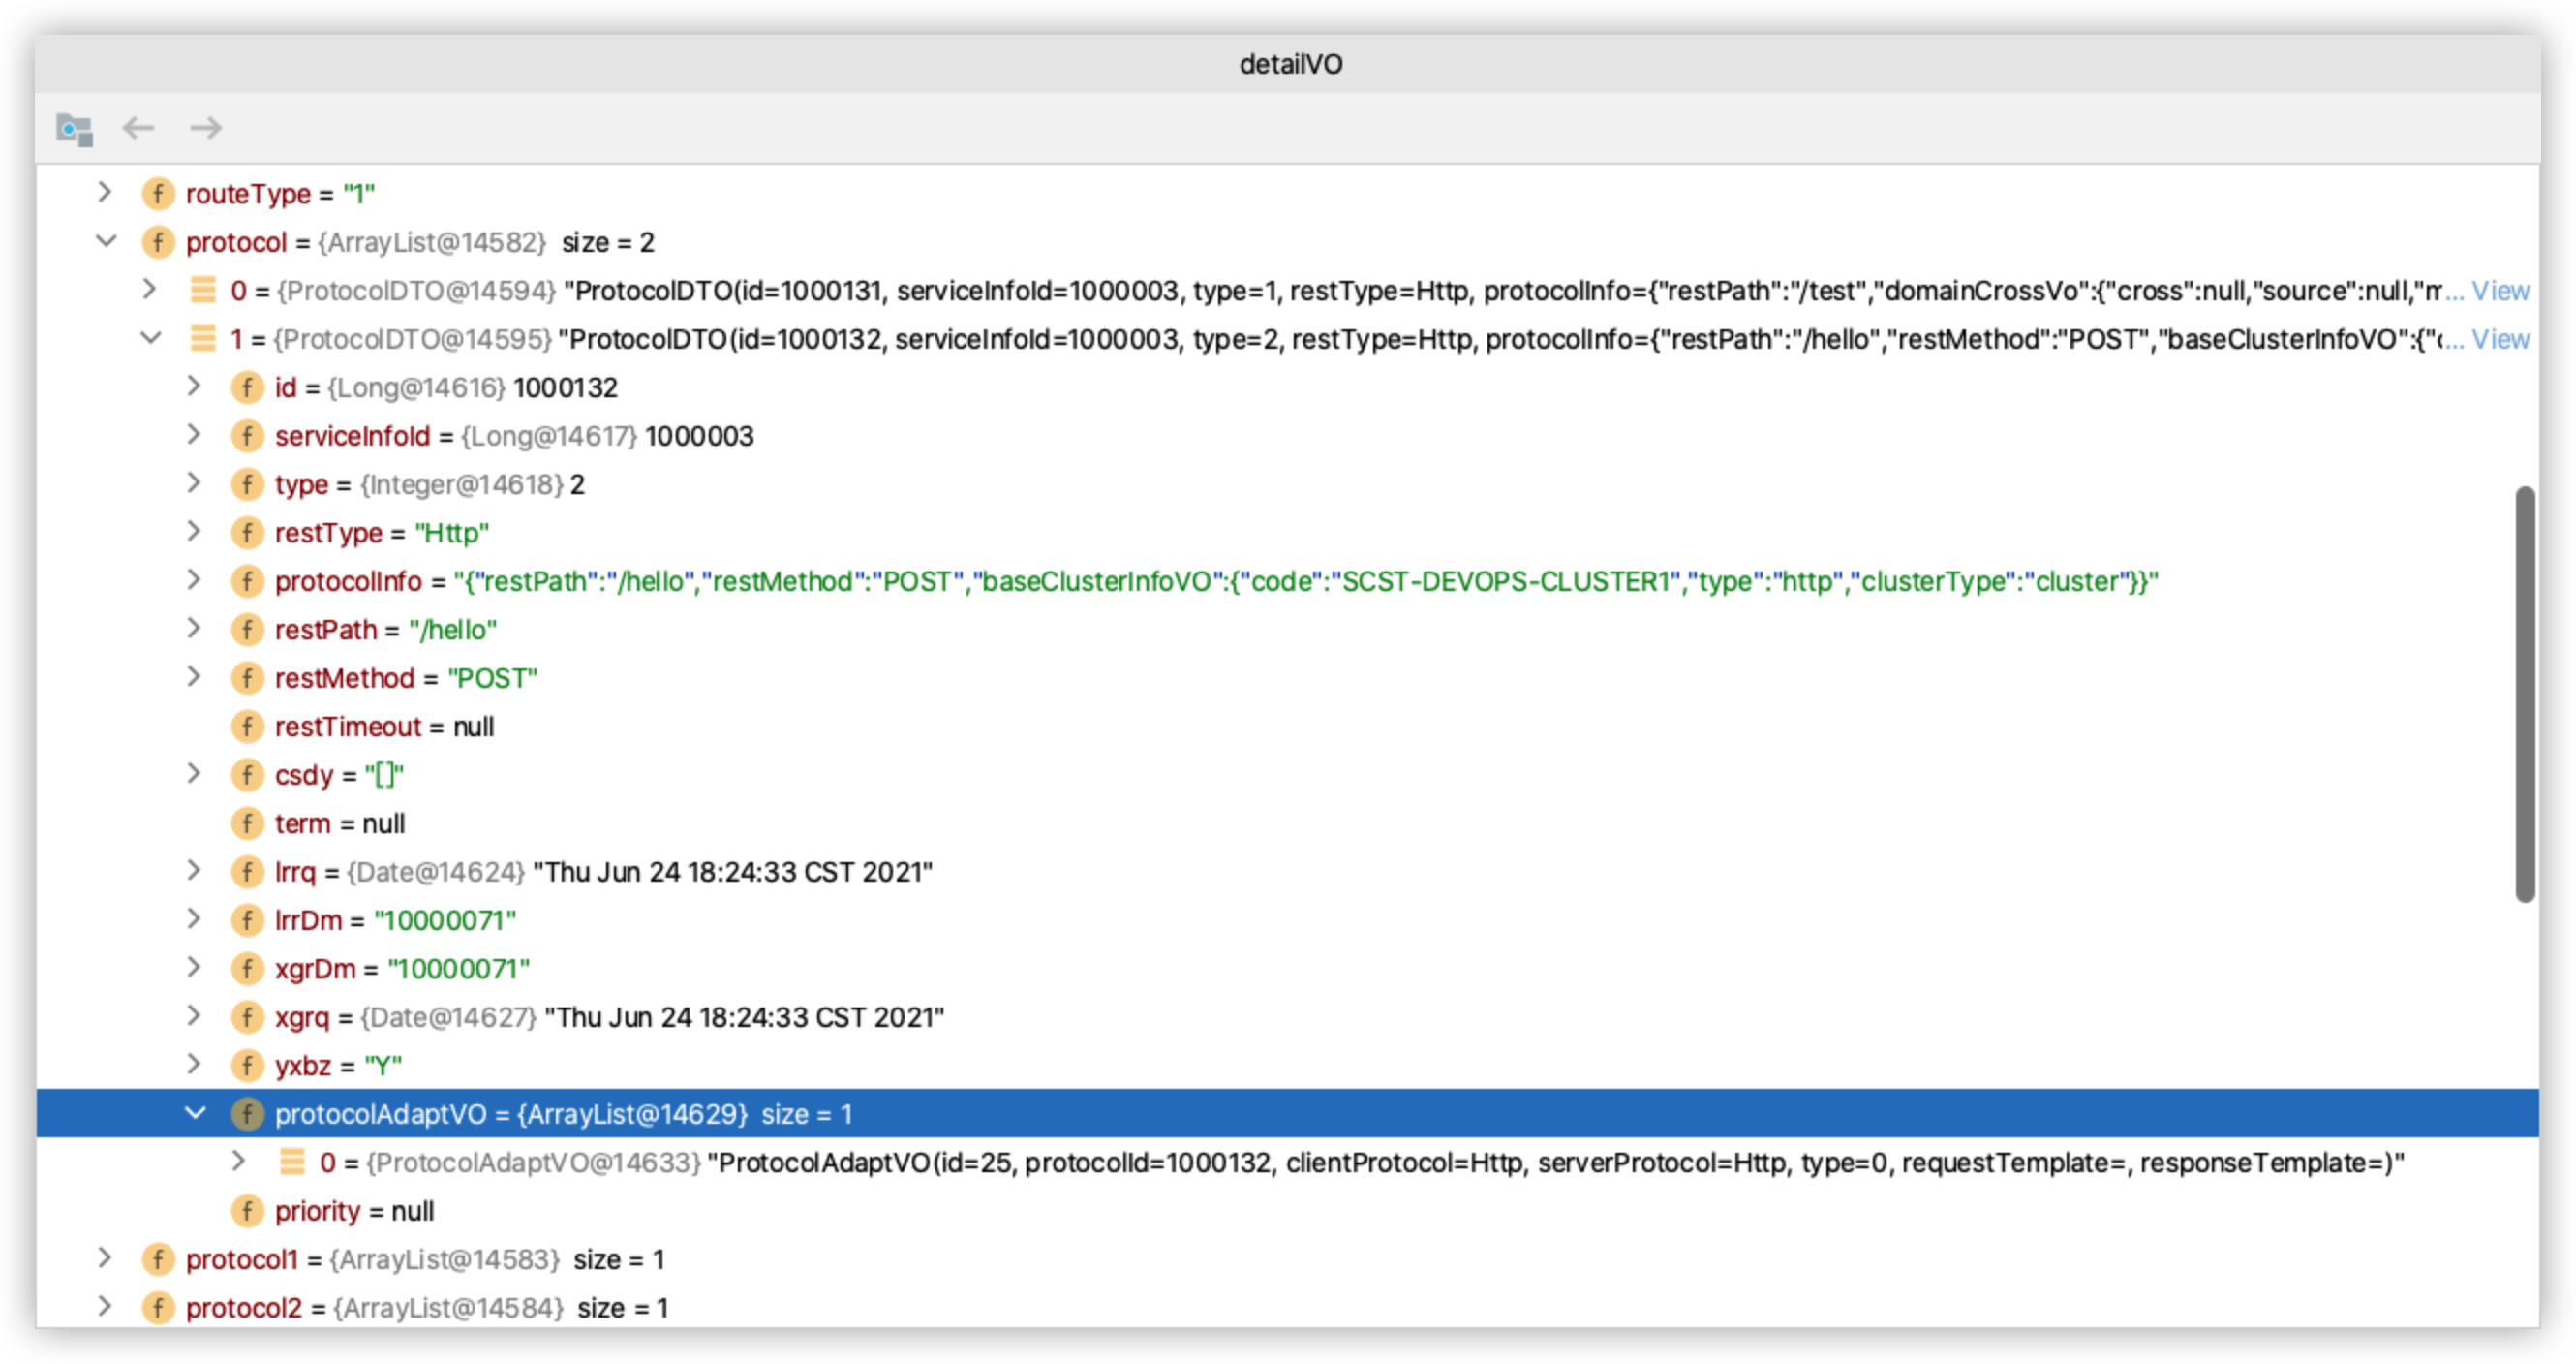 detailVO
f routeType = "1"
f protocol = {ArrayList@14582} size = 2
0 = {ProtocolDTO@14594} "ProtocolDTO(id=1000131, serviceInfoId=1000003, type=1, restType=Http, protocolInfo={"restPath":"/test","domainCrossVo":{"cross":null,"source":null,"m... View
1 = {ProtocolDTO@14595} "ProtocolDTO(id=1000132, serviceInfoId=1000003, type=2, restType=Http, protocolInfo={"restPath":"/hello","restMethod":"POST","baseClusterInfoVO":{"c... View
f id = {Long@14616} 1000132
f serviceInfoId = {Long@14617} 1000003
f type = {Integer@14618} 2
f restType = "Http"
f protocolInfo = "{"restPath":"/hello","restMethod":"POST","baseClusterInfoVO":{"code":"SCST-DEVOPS-CLUSTER1","type":"http","clusterType":"cluster"}}"
f restPath = "/hello"
f restMethod = "POST"
f restTimeout = null
f csdy = "[]"
f term = null
f lrrq = {Date@14624} "Thu Jun 24 18:24:33 CST 2021"
f lrrDm = "10000071"
f xgrDm = "10000071"
f xgrq = {Date@14627} "Thu Jun 24 18:24:33 CST 2021"
f yxbz = "Y"
f protocolAdaptVO = {ArrayList@14629} size = 1
0 = {ProtocolAdaptVO@14633} "ProtocolAdaptVO(id=25, protocolId=1000132, clientProtocol=Http, serverProtocol=Http, type=0, requestTemplate=, responseTemplate=)"
f priority = null
f protocol1 = {ArrayList@14583} size = 1
f protocol2 = {ArrayList@14584} size = 1